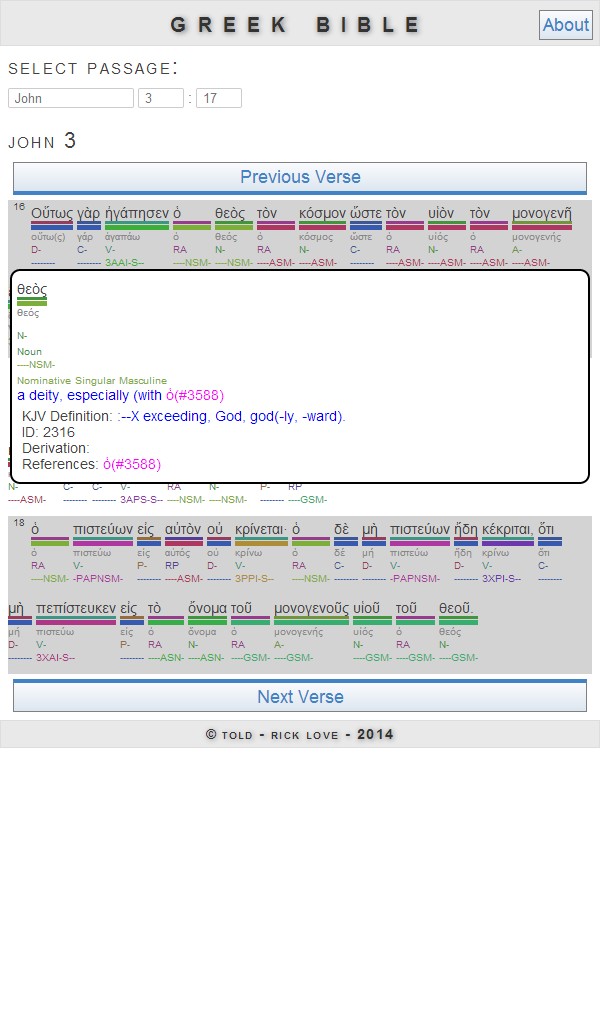 GREEK BIBLE
About
SELECT PASSAGE:
John 3 : 17
JOHN 3
Previous Verse
16 Οὕτως γὰρ ἠγάπησεν ὁ θεὸς τὸν κόσμον ὥστε τὸν υἱὸν τὸν μονογενῆ
οὕτω(ς) γάρ ἀγαπάω ὁ θεός ὁ κόσμος ὥστε ὁ υἱός ὁ μονογενής
D- C- V- RA N- RA N- C- RA N- RA A-
-------- -------- 3AAI-S-- ----NSM- ----NSM- ----ASM- ----ASM- -------- ----ASM- ----ASM- ----ASM- ----ASM-
θεὸς
θεός
N-
Noun
----NSM-
Nominative Singular Masculine
a deity, especially (with ὁ(#3588)
KJV Definition: :--X exceeding, God, god(-ly, -ward).
ID: 2316
Derivation:
References: ὁ(#3588)
N- C- C- V- RA N- P- RP
----ASM- -------- -------- 3APS-S-- ----NSM- ----NSM- -------- ----GSM-
18 ὁ πιστεύων εἰς αὐτὸν οὐ κρίνεται· ὁ δὲ μὴ πιστεύων ἤδη κέκριται, ὅτι
ὁ πιστεύω εἰς αὐτός οὐ κρίνω ὁ δέ μή πιστεύω ἤδη κρίνω ὅτι
RA V- P- RP D- V- RA C- D- V- D- V- C-
----NSM- -PAPNSM- -------- ----ASM- -------- 3PPI-S-- ----NSM- -------- -------- -PAPNSM- -------- 3XPI-S-- --------
μὴ πεπίστευκεν εἰς τὸ ὄνομα τοῦ μονογενοῦς υἱοῦ τοῦ θεοῦ.
μή πιστεύω εἰς ὁ ὄνομα ὁ μονογενής υἱός ὁ θεός
D- V- P- RA N- RA A- N- RA N-
-------- 3XAI-S-- -------- ----ASN- ----ASN- ----GSM- ----GSM- ----GSM- ----GSM- ----GSM-
Next Verse
© TOLD - RICK LOVE - 2014